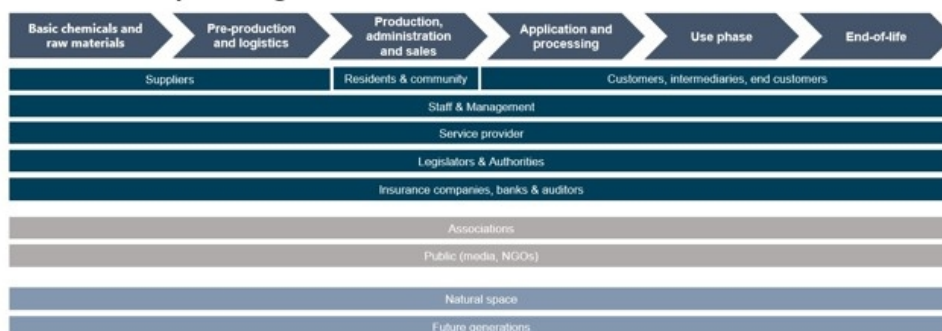 Basic chemicals and
raw materials
Pre-production
and logistics
Production,
administration
and sales
Application and
processing
Use phase
End-of-life
Suppliers
Residents & community
Customers, intermediaries, end customers
Staff & Management
Service provider
Legislators & Authorities
Insurance companies, banks & auditors
Associations
Public (media, NGOs)
Natural space
Future generations